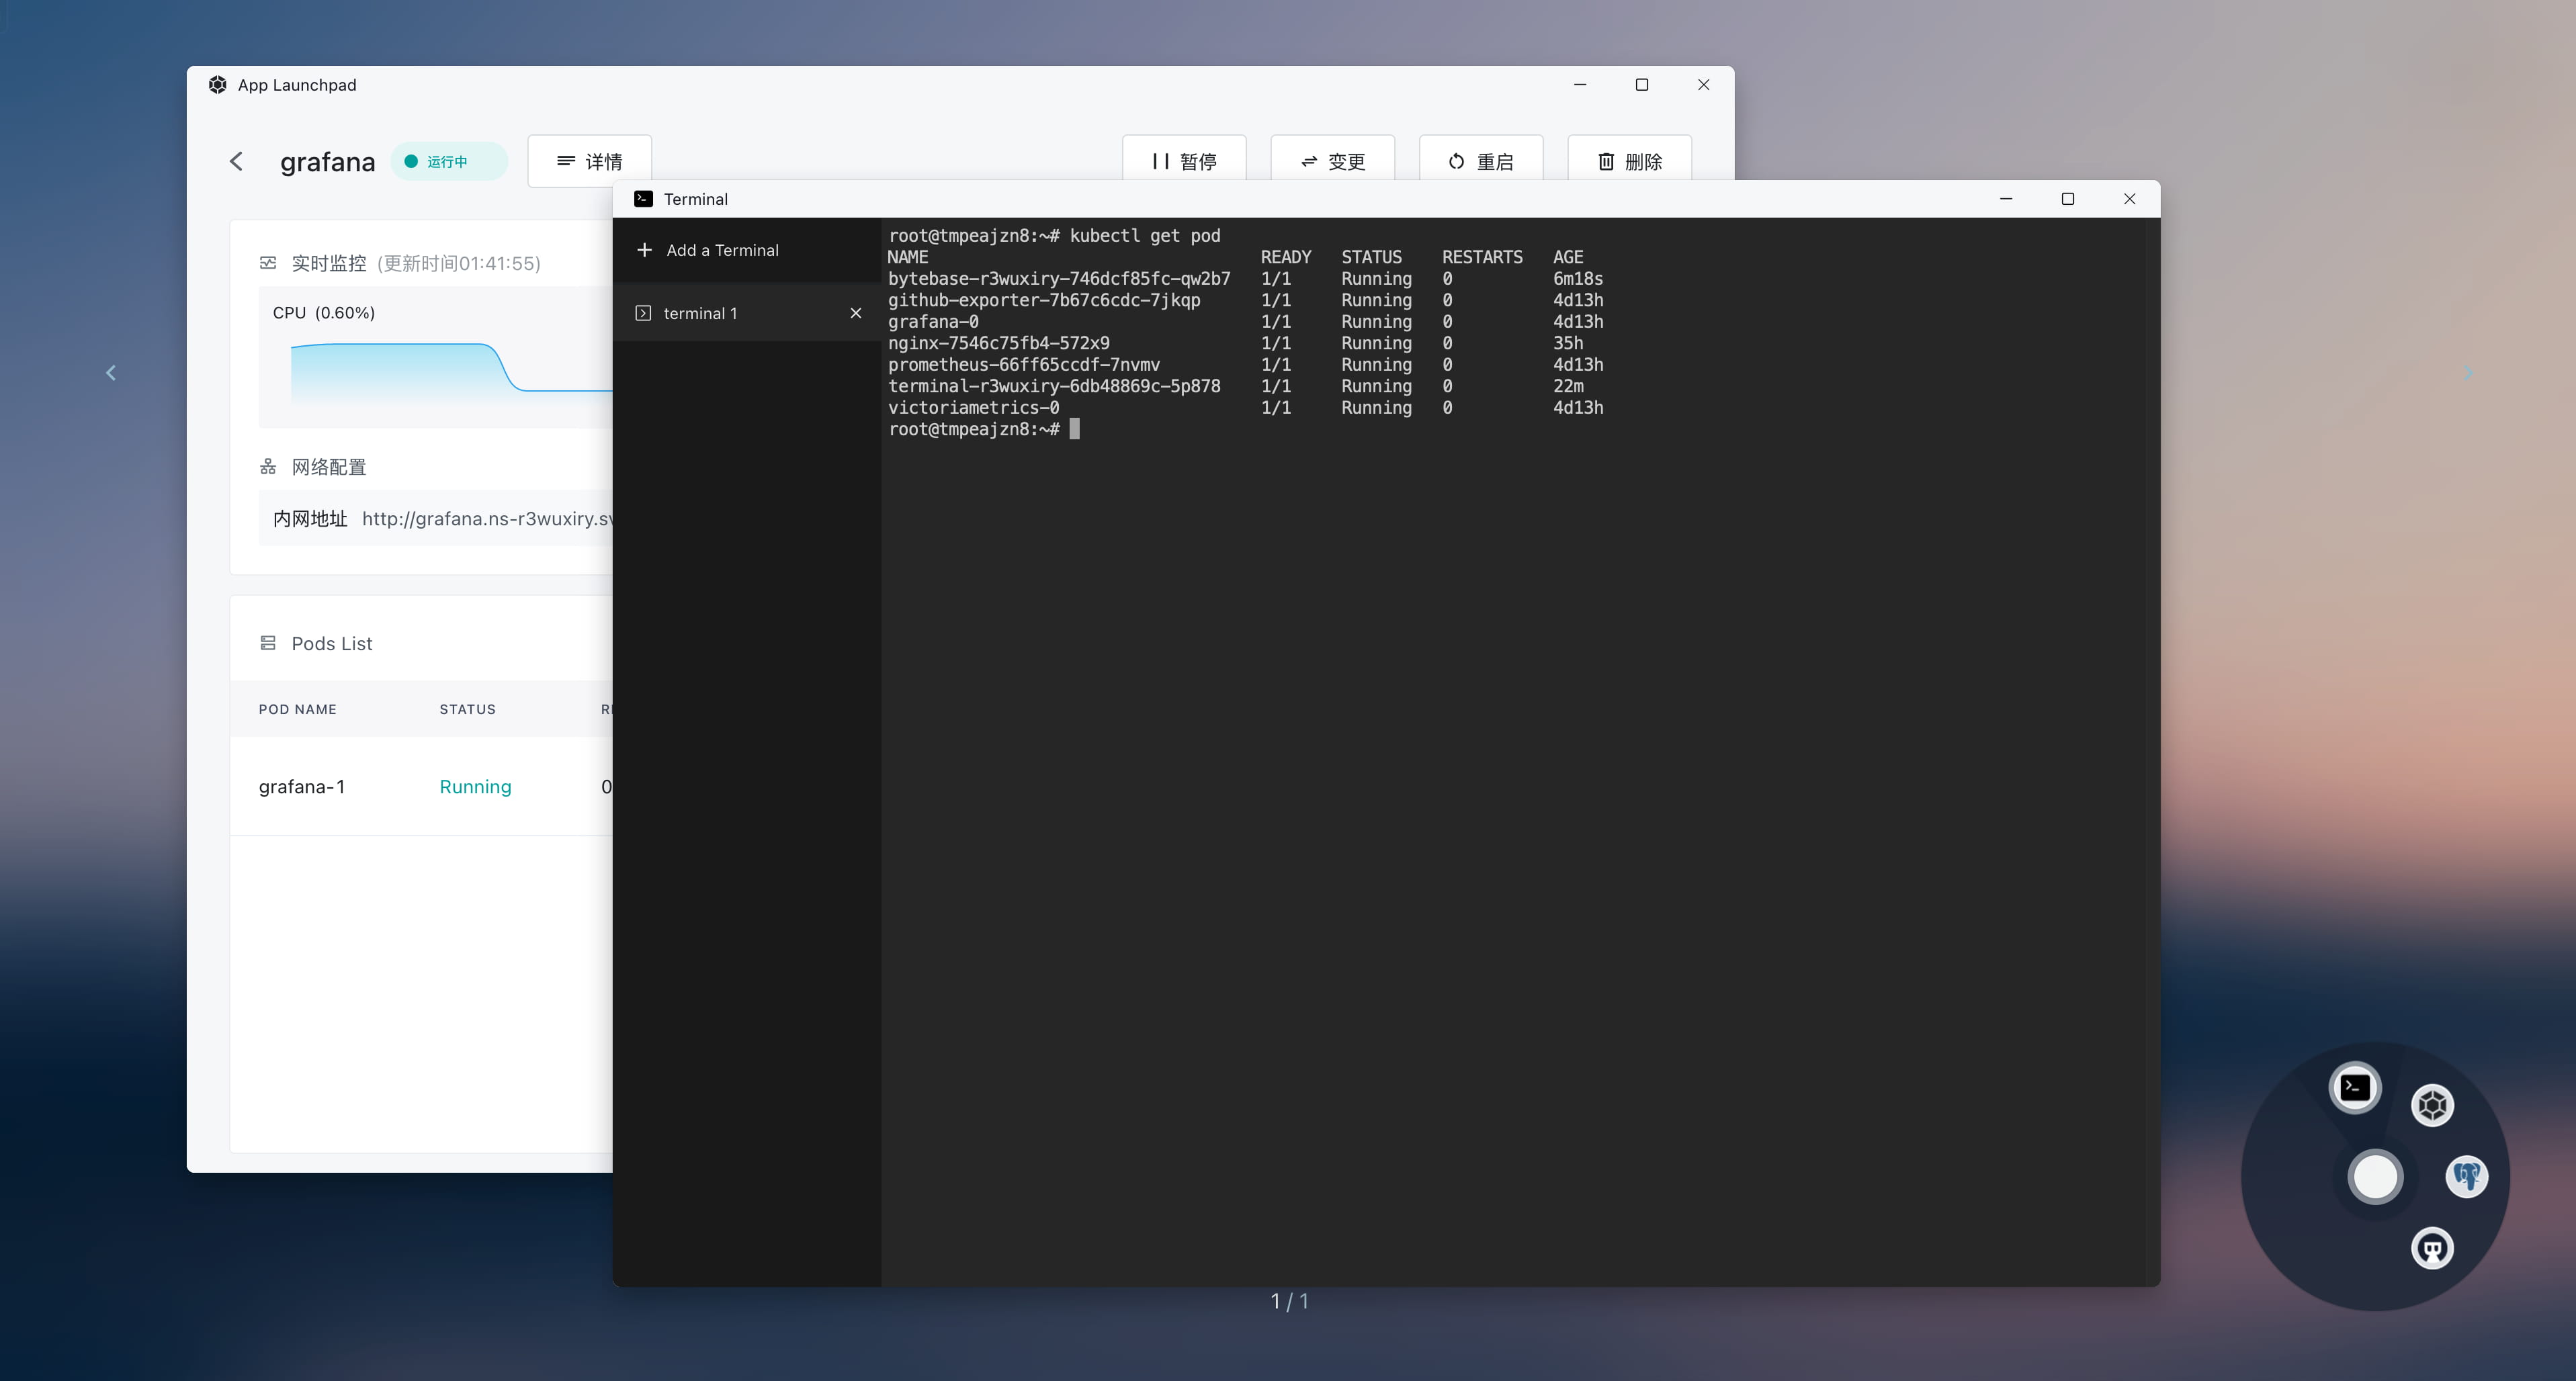 App Launchpad
grafana 运行中 详情 暂停 变更 重启 删除
实时监控 (更新时间01:41:55)
CPU (0.60%)
网络配置
内网地址 http://grafana.ns-r3wuxiry.sv
Pods List
POD NAME STATUS
grafana-1 Running 0
Terminal
Add a Terminal
terminal 1
root@tmpeajzn8:~# kubectl get pod
NAME READY STATUS RESTARTS AGE
bytebase-r3wuxiry-746dcf85fc-qw2b7 1/1 Running 0 6m18s
github-exporter-7b67c6cdc-7jkqp 1/1 Running 0 4d13h
grafana-0 1/1 Running 0 4d13h
nginx-7546c75fb4-572x9 1/1 Running 0 35h
prometheus-66ff65ccdf-7nvmv 1/1 Running 0 4d13h
terminal-r3wuxiry-6db48869c-5p878 1/1 Running 0 22m
victoriametrics-0 1/1 Running 0 4d13h
root@tmpeajzn8:~#
1 / 1